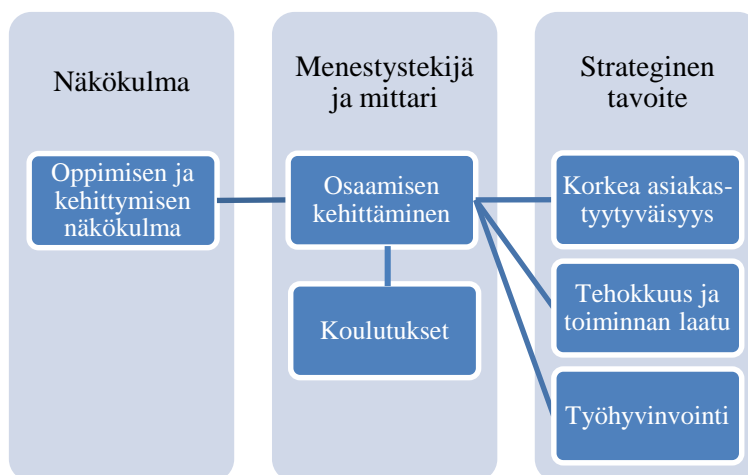 Näkökulma
Oppimisen ja
kehittymisen
näkökulma
Menestystekijä
ja mittari
Osaamisen
kehittäminen
Koulutukset
Strateginen
tavoite
Korkea asiakas-
tyytyväisyys
Tehokkuus ja
toiminnan laatu
Työhyvinvointi